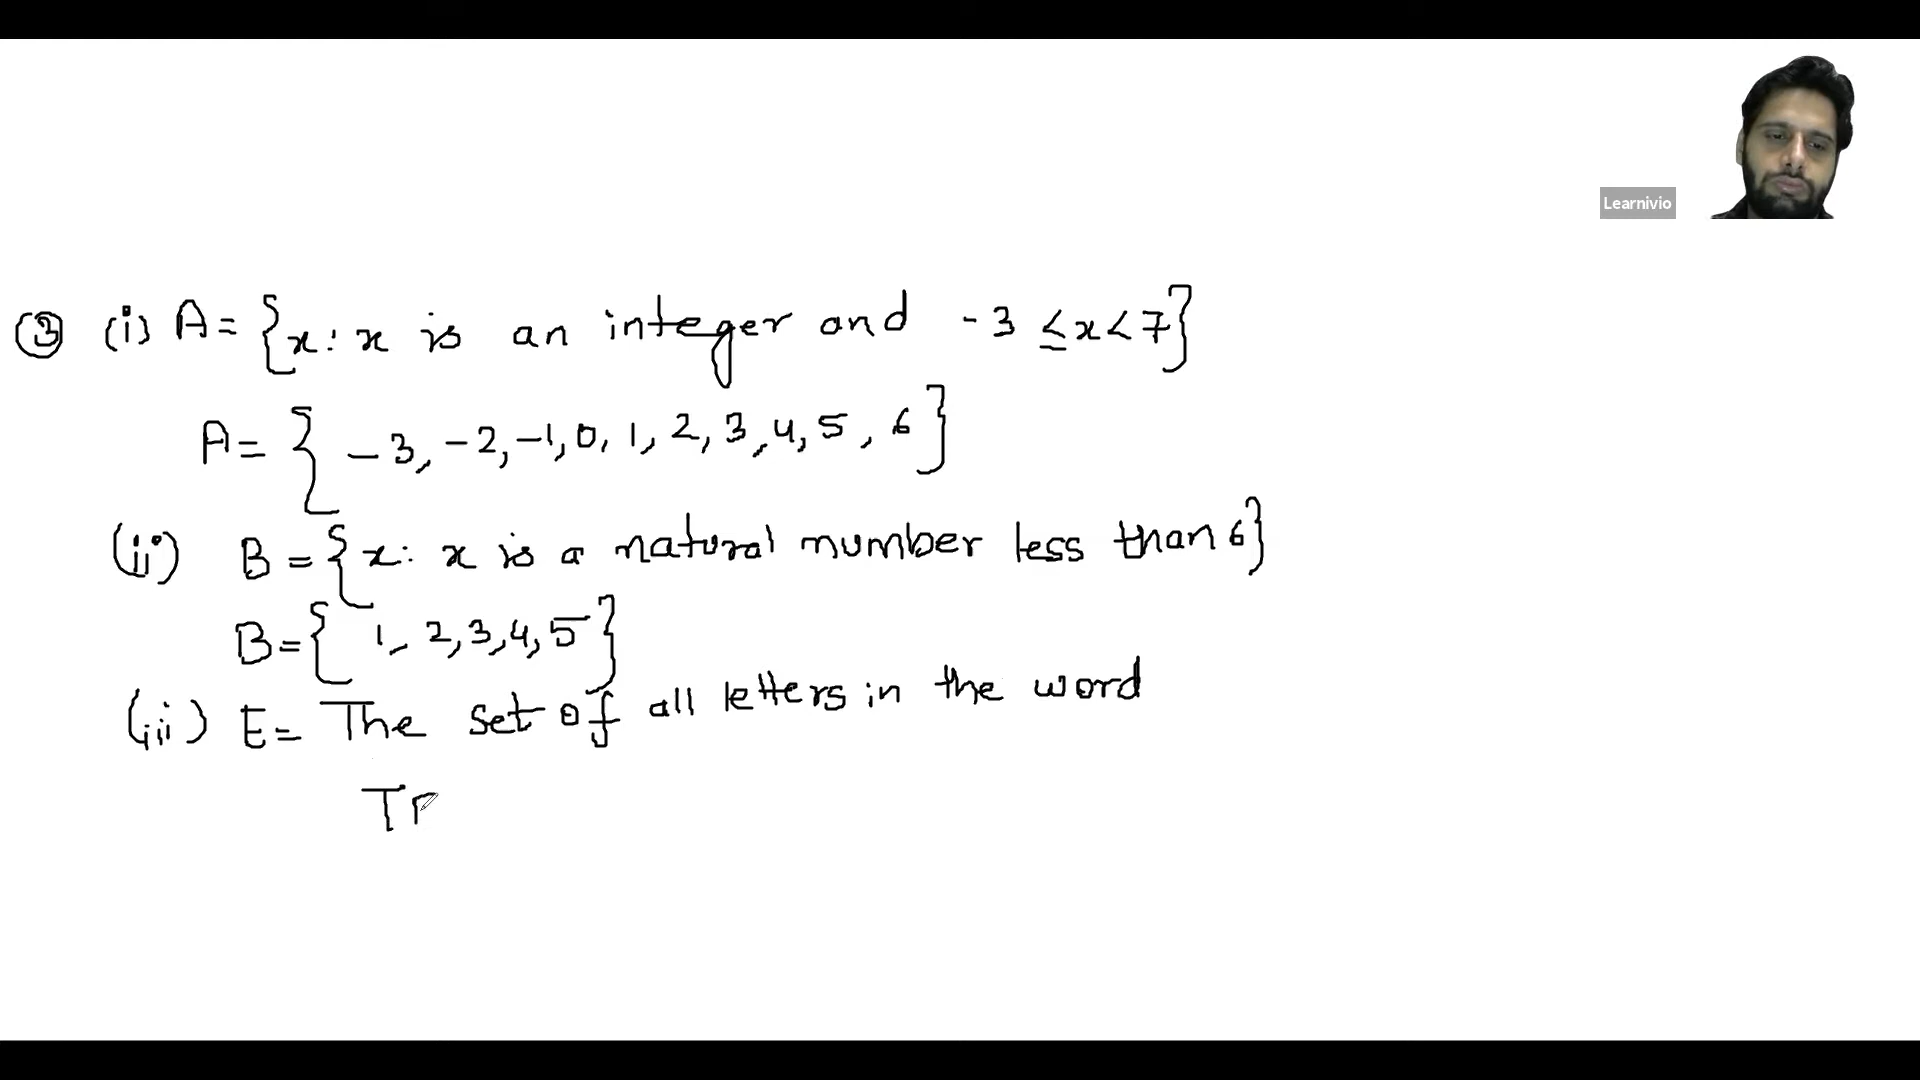 Learnivio
③ (i) A = {x : x is an integer and -3 ≤ x < 7}
A = { -3, -2, -1, 0, 1, 2, 3, 4, 5, 6 }
(ii) B = {x : x is a natural number less than 6}
B = { 1, 2, 3, 4, 5 }
(iii) E = The set of all letters in the word